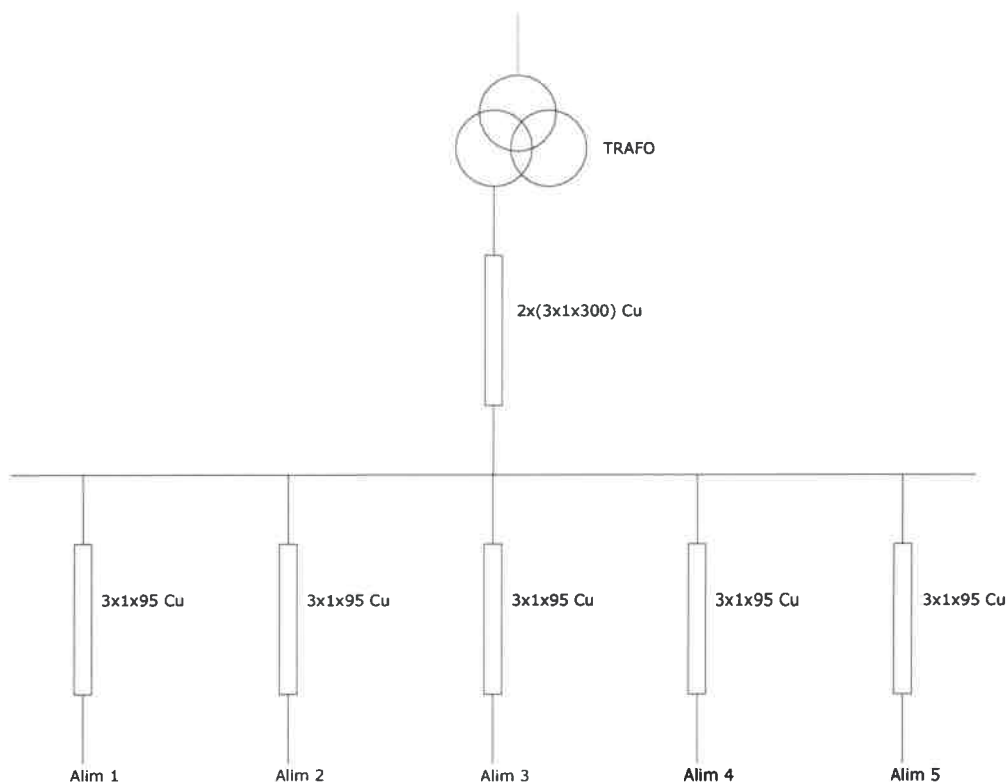 TRAFO
2x(3x1x300) Cu
3x1x95 Cu
3x1x95 Cu
3x1x95 Cu
3x1x95 Cu
3x1x95 Cu
Alim 1
Alim 2
Alim 3
Alim 4
Alim 5